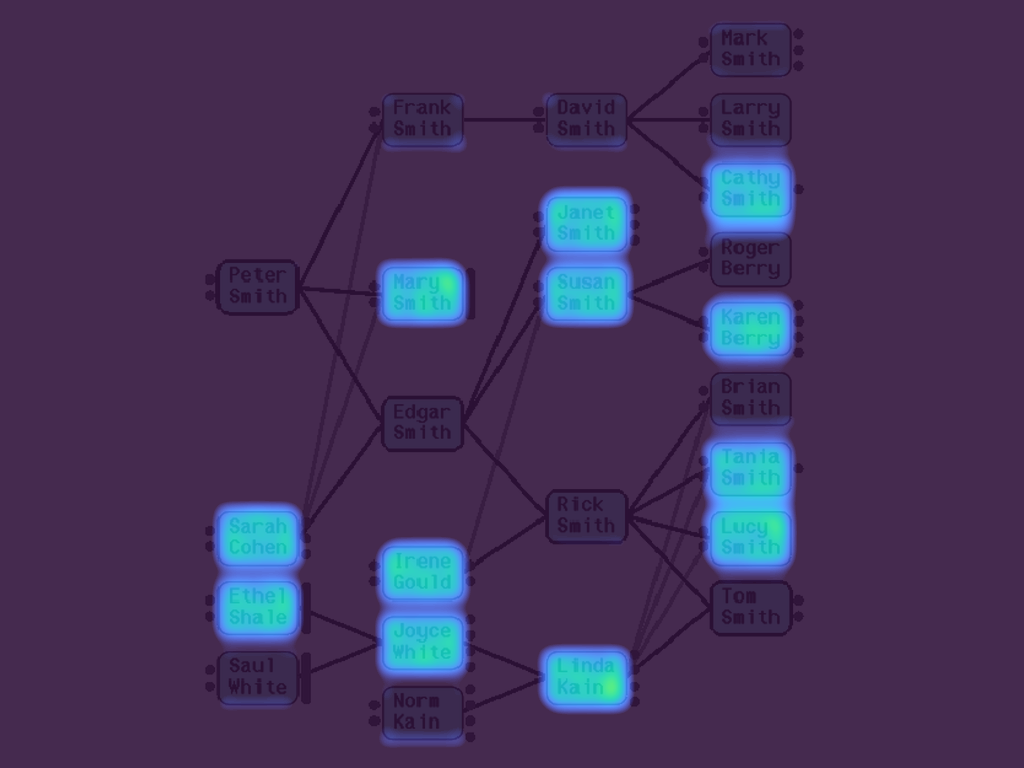 Mark
Smith
Frank
Smith
David
Smith
Larry
Smith
Cathy
Smith
Janet
Smith
Roger
Berry
Peter
Smith
Mary
Smith
Susan
Smith
Karen
Berry
Edgar
Smith
Brian
Smith
Tania
Smith
Rick
Smith
Lucy
Smith
Sarah
Cohen
Irene
Gould
Tom
Smith
Ethel
Shale
Joyce
White
Saul
White
Linda
Kain
Norm
Kain